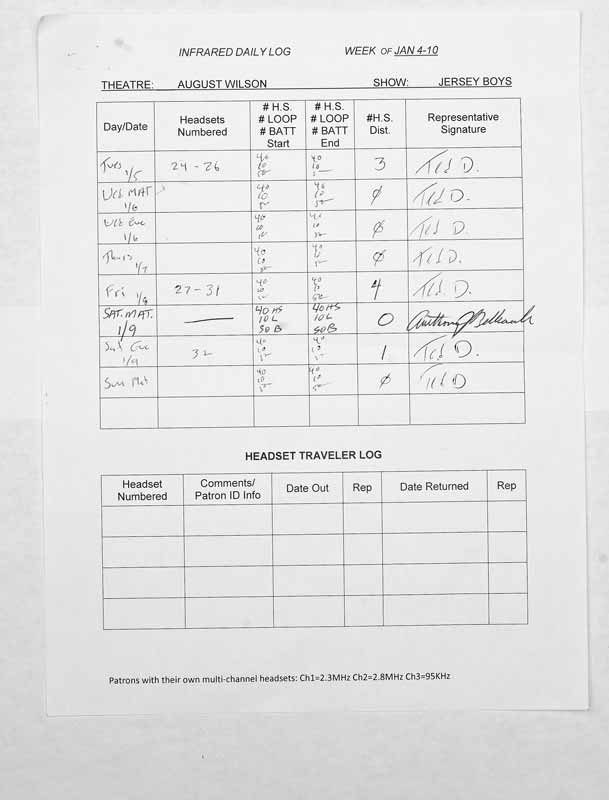 INFRARED DAILY LOG WEEK OF JAN 4-10
THEATRE: AUGUST WILSON SHOW: JERSEY BOYS
Day/Date Headsets Numbered # H.S. # LOOP # BATT Start # H.S. # LOOP # BATT End #H.S. Dist. Representative Signature
Tues 1/5 24-26 40 10 50 40 10 3 Ted D.
Wed MAT 1/6 40 10 50 40 10 50 Ø Ted D.
Wed Eve 1/6 40 10 50 40 10 50 Ø Ted D.
Thurs 1/7 40 10 50 40 10 50 Ø Ted D.
Fri 1/8 27-31 40 10 50 40 10 50 4 Ted D.
SAT. MAT. 1/9 — 40 HS 10 L 50 B 40 HS 10 L 50 B 0 Anthony
Sat Eve 1/9 32 40 10 50 40 10 50 1 Ted D.
Sun Mat 40 10 50 40 10 50 Ø Ted D
HEADSET TRAVELER LOG
Headset Numbered Comments/ Patron ID Info Date Out Rep Date Returned Rep
Patrons with their own multi-channel headsets: Ch1=2.3MHz Ch2=2.8MHz Ch3=95KHz